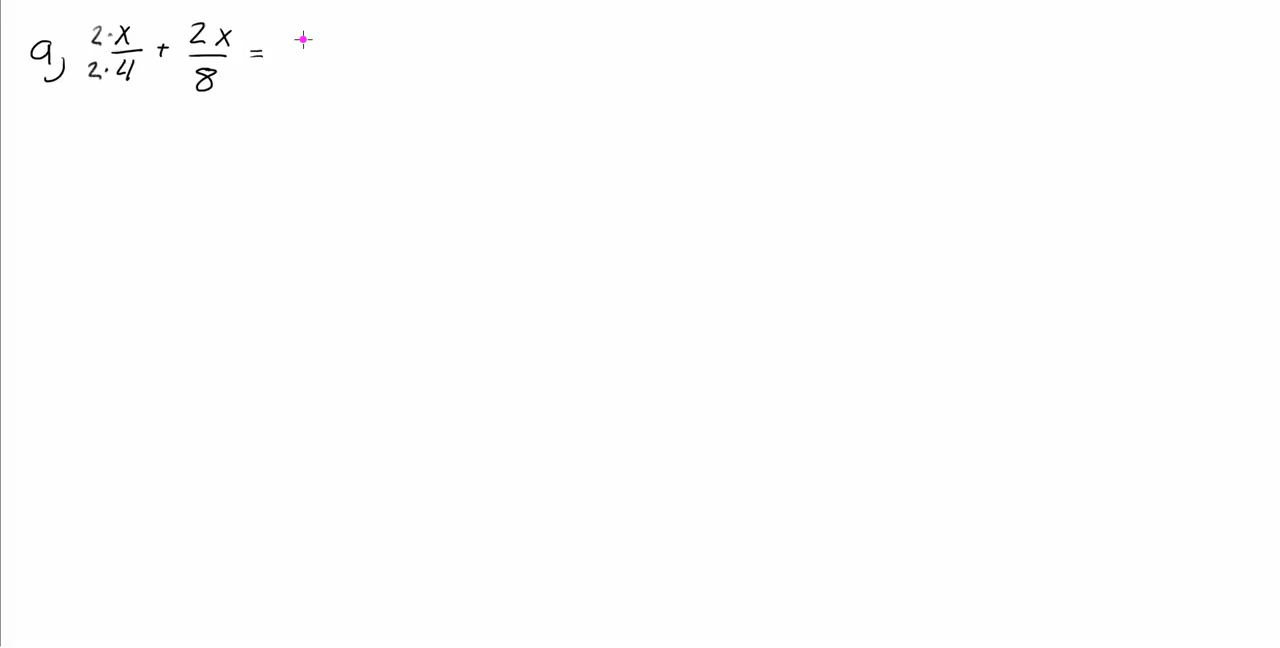 a) 2·x/2·4 + 2x/8 =